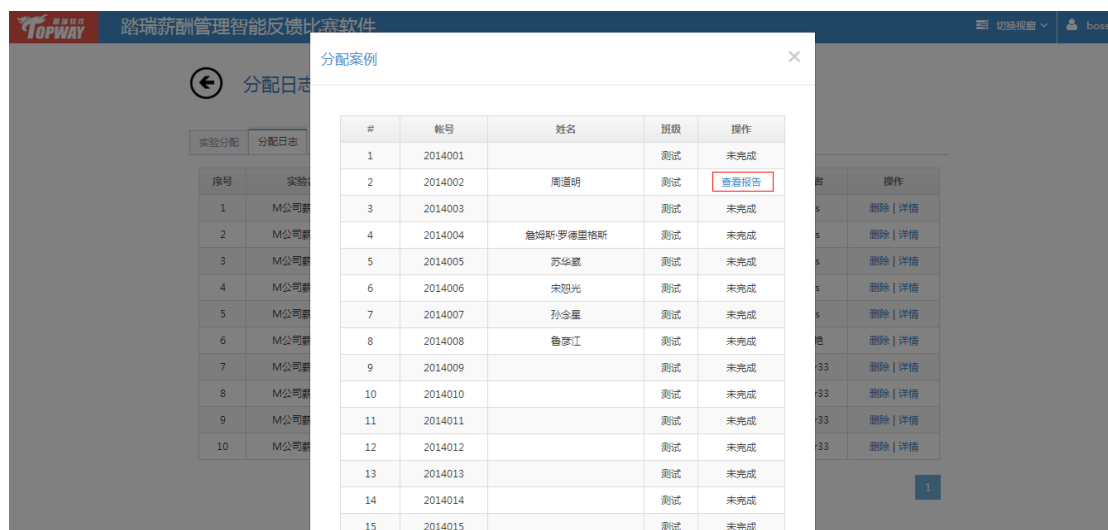 踏瑞软件
TOPWAY
踏瑞薪酬管理智能反馈比赛软件
切换视窗
boss
分配日志
实验分配 分配日志
序号 操作
1 M公司薪 s 删除 | 详情
2 M公司薪 s 删除 | 详情
3 M公司薪 s 删除 | 详情
4 M公司薪 s 删除 | 详情
5 M公司薪 s 删除 | 详情
6 M公司薪 艳 删除 | 详情
7 M公司薪 r33 删除 | 详情
8 M公司薪 r33 删除 | 详情
9 M公司薪 r33 删除 | 详情
10 M公司薪 r33 删除 | 详情
1
分配案例 ×
# 帐号 姓名 班级 操作
1 2014001 测试 未完成
2 2014002 周道明 测试 查看报告
3 2014003 测试 未完成
4 2014004 詹姆斯·罗德里格斯 测试 未完成
5 2014005 苏华崴 测试 未完成
6 2014006 宋恕光 测试 未完成
7 2014007 孙念星 测试 未完成
8 2014008 鲁彦江 测试 未完成
9 2014009 测试 未完成
10 2014010 测试 未完成
11 2014011 测试 未完成
12 2014012 测试 未完成
13 2014013 测试 未完成
14 2014014 测试 未完成
15 2014015 测试 未完成